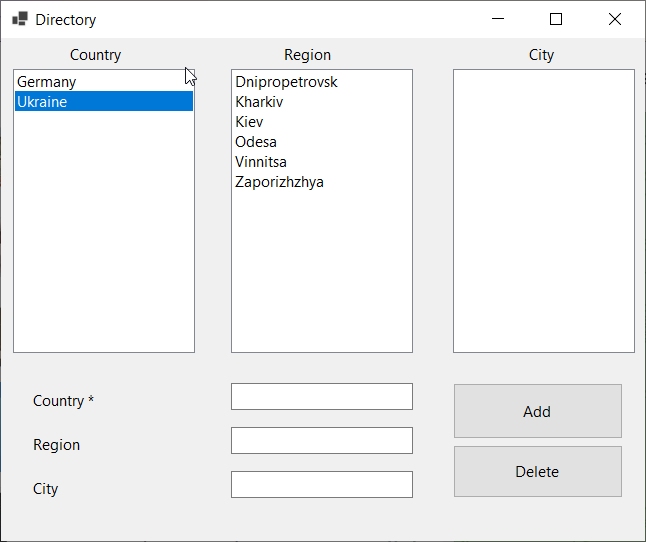 Directory
Country Region City
Germany
Ukraine
Dnipropetrovsk
Kharkiv
Kiev
Odesa
Vinnitsa
Zaporizhzhya
Country *
Region
City
Add
Delete